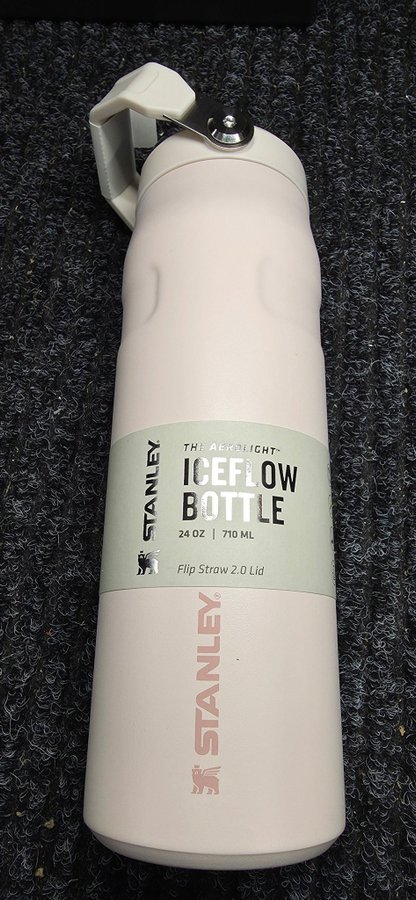 THE AEROLIGHT™
ICEFLOW
BOTTLE
24 OZ | 710 ML
Flip Straw 2.0 Lid
STANLEY.
STANLEY.